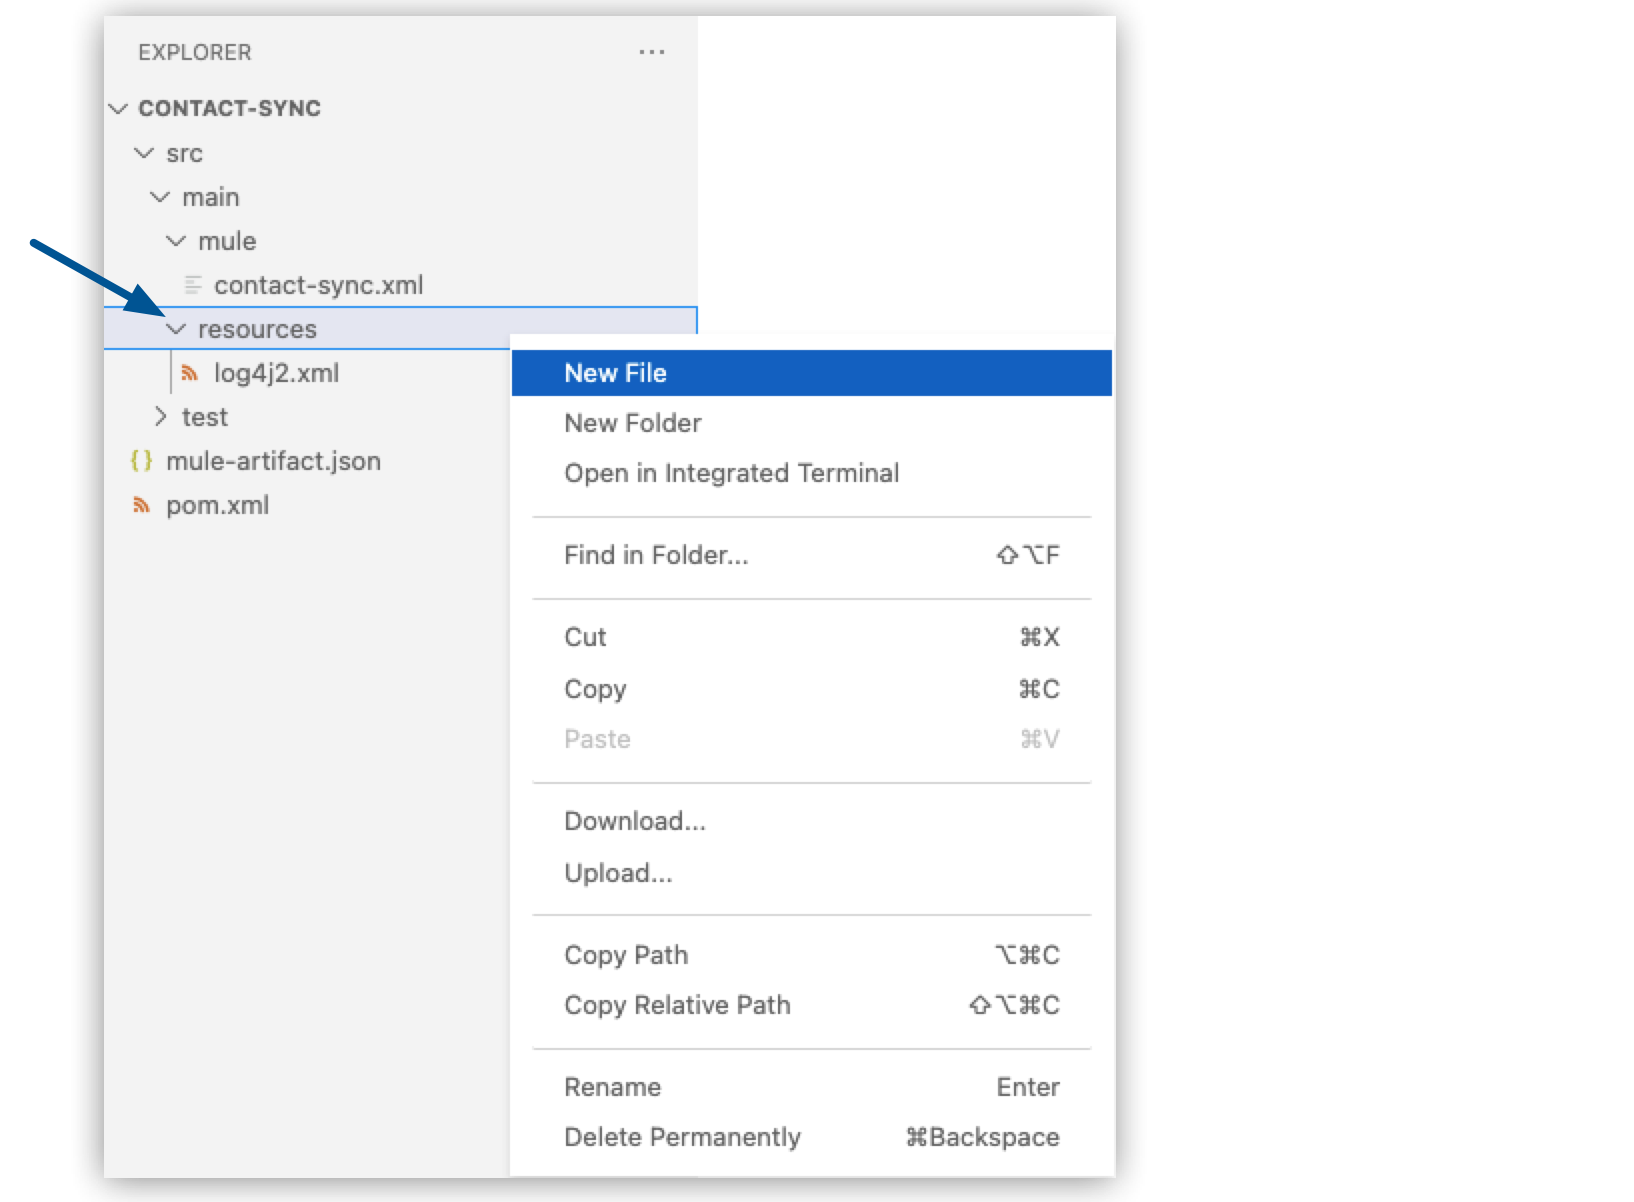 EXPLORER ...
CONTACT-SYNC
src
main
mule
contact-sync.xml
resources
log4j2.xml
test
{} mule-artifact.json
pom.xml
New File
New Folder
Open in Integrated Terminal
Find in Folder... ⇧⌥F
Cut ⌘X
Copy ⌘C
Paste ⌘V
Download...
Upload...
Copy Path ⌥⌘C
Copy Relative Path ⇧⌥⌘C
Rename Enter
Delete Permanently ⌘Backspace